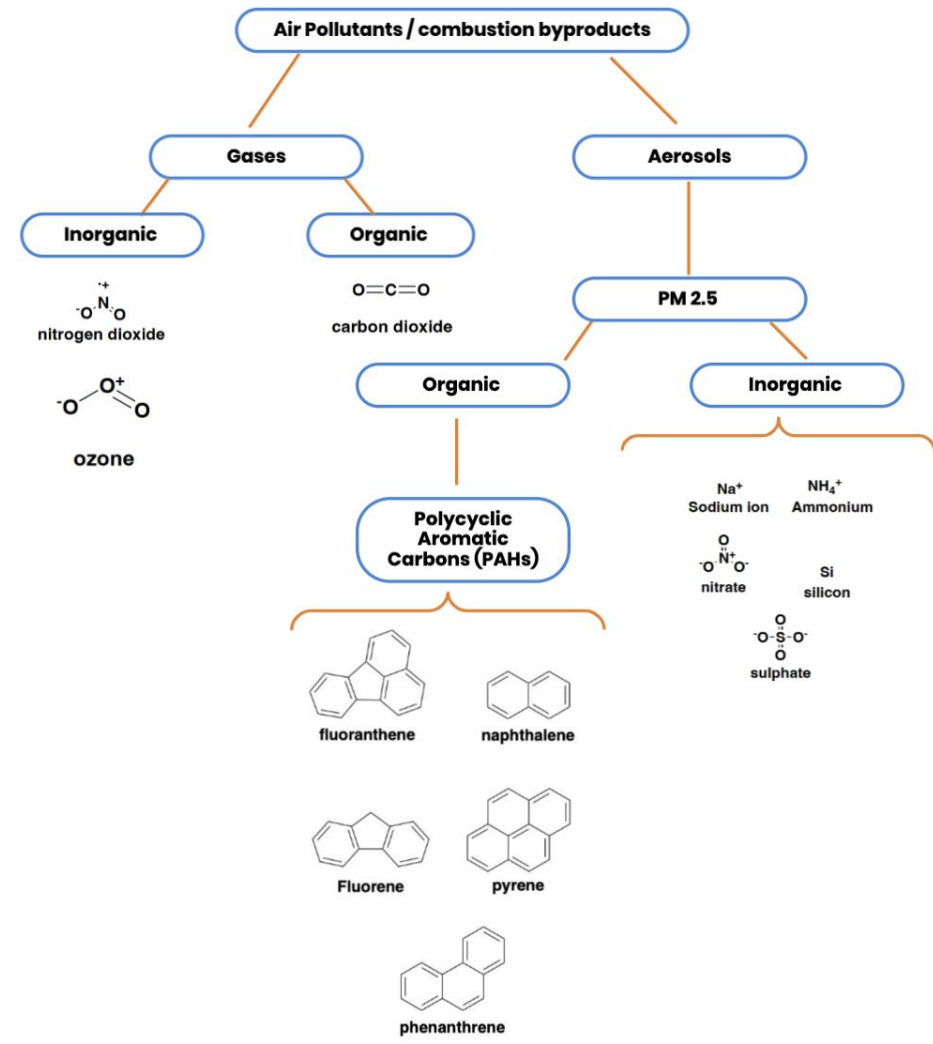 Air Pollutants / combustion byproducts
Gases
Aerosols
Inorganic
Organic
·+
N
-O
O
nitrogen dioxide
O=C=O
carbon dioxide
O+
-O
O
ozone
PM 2.5
Organic
Inorganic
Polycyclic
Aromatic
Carbons (PAHs)
Na+
Sodium ion
NH₄+
Ammonium
O
N+
-O
O-
nitrate
Si
silicon
O
-O-S-O-
O
sulphate
fluoranthene
naphthalene
Fluorene
pyrene
phenanthrene